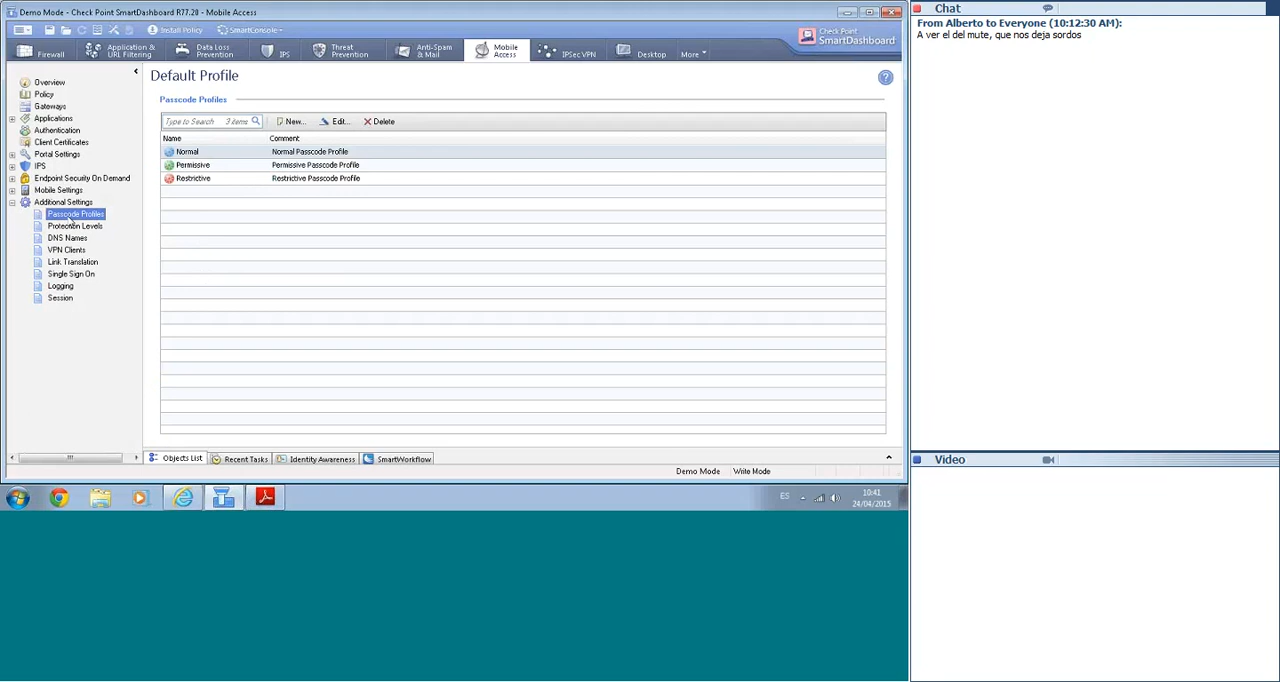 Demo Mode - Check Point SmartDashboard R77.20 - Mobile Access
Install Policy
SmartConsole
Firewall
Application &
URL Filtering
Data Loss
Prevention
IPS
Threat
Prevention
Anti-Spam
& Mail
Mobile
Access
IPSec VPN
Desktop
More
Check Point
SmartDashboard
Overview
Policy
Gateways
Applications
Authentication
Client Certificates
Portal Settings
IPS
Endpoint Security On Demand
Mobile Settings
Additional Settings
Passcode Profiles
Protection Levels
DNS Names
VPN Clients
Link Translation
Single Sign On
Logging
Session
Default Profile
Passcode Profiles
Type to Search 3 items
New...
Edit...
Delete
Name Comment
Normal Normal Passcode Profile
Permissive Permissive Passcode Profile
Restrictive Restrictive Passcode Profile
Objects List
Recent Tasks
Identity Awareness
SmartWorkflow
Demo Mode
Write Mode
ES
10:41
24/04/2015
Chat
From Alberto to Everyone (10:12:30 AM):
A ver el del mute, que nos deja sordos
Video